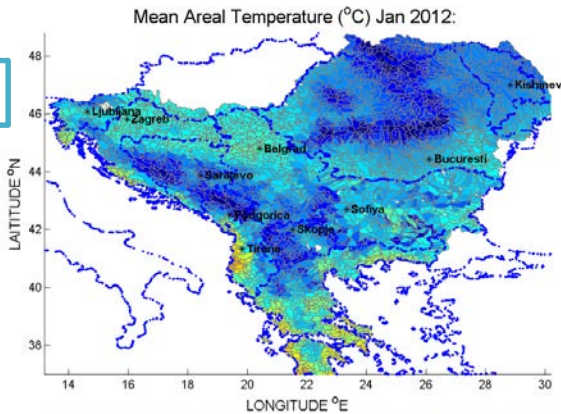 Mean Areal Temperature (°C) Jan 2012:
48
46
44
42
40
38
LAITITUDE °N
Kishinev
Ljubljana
Zagreb
Belgrad
Bucuresti
Sarajevo
Podgorica
Sofiya
Skopje
Tirane
14 16 18 20 22 24 26 28 30
LONGITUDE °E